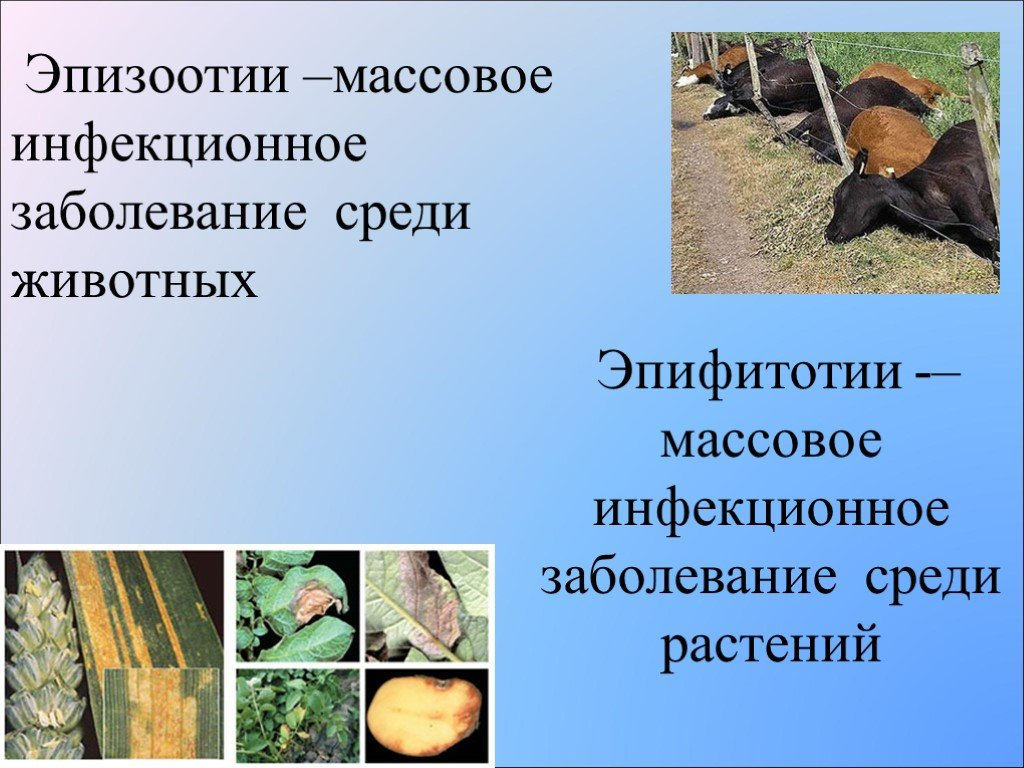 Эпизоотии –массовое
инфекционное
заболевание среди
животных
Эпифитотии -–
массовое
инфекционное
заболевание среди
растений